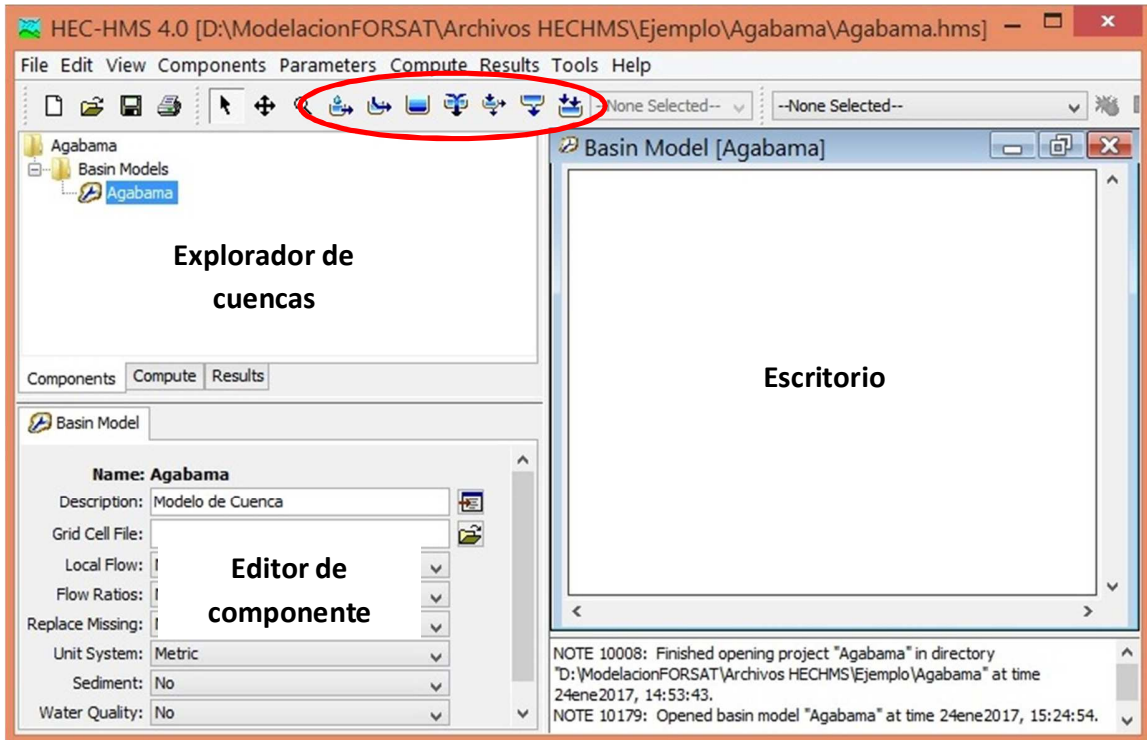 HEC-HMS 4.0 [D:\ModelacionFORSAT\Archivos HECHMS\Ejemplo\Agabama\Agabama.hms]
File Edit View Components Parameters Compute Results Tools Help
--None Selected-- --None Selected--
Agabama
Basin Models
Agabama
Explorador de
cuencas
Components Compute Results
Basin Model [Agabama]
Escritorio
Basin Model
Name: Agabama
Description: Modelo de Cuenca
Grid Cell File:
Local Flow:
Flow Ratios:
Replace Missing:
Editor de
componente
Unit System: Metric
Sediment: No
Water Quality: No
NOTE 10008: Finished opening project "Agabama" in directory
"D:\ModelacionFORSAT\Archivos HECHMS\Ejemplo\Agabama" at time
24ene2017, 14:53:43.
NOTE 10179: Opened basin model "Agabama" at time 24ene2017, 15:24:54.